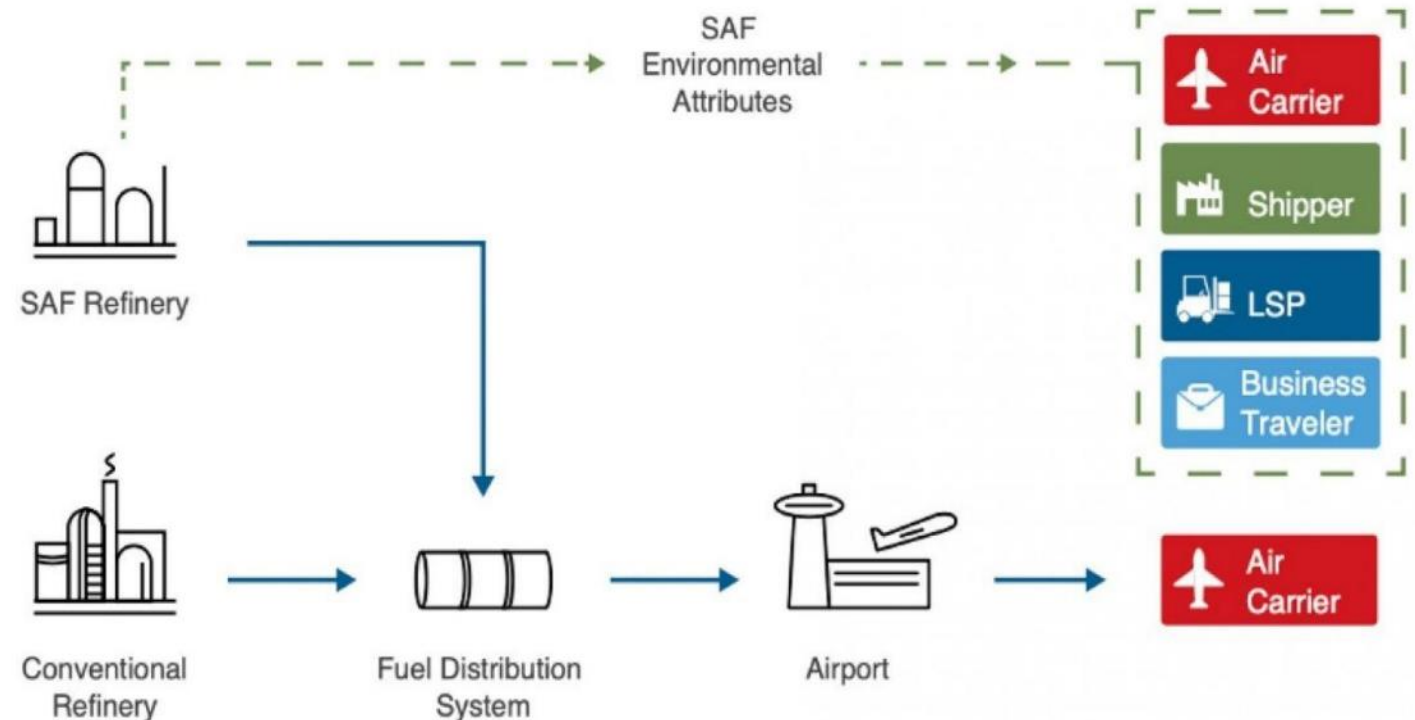 SAF
Environmental
Attributes
Air
Carrier
Shipper
SAF Refinery
LSP
Business
Traveler
Air
Carrier
Conventional
Refinery
Fuel Distribution
System
Airport